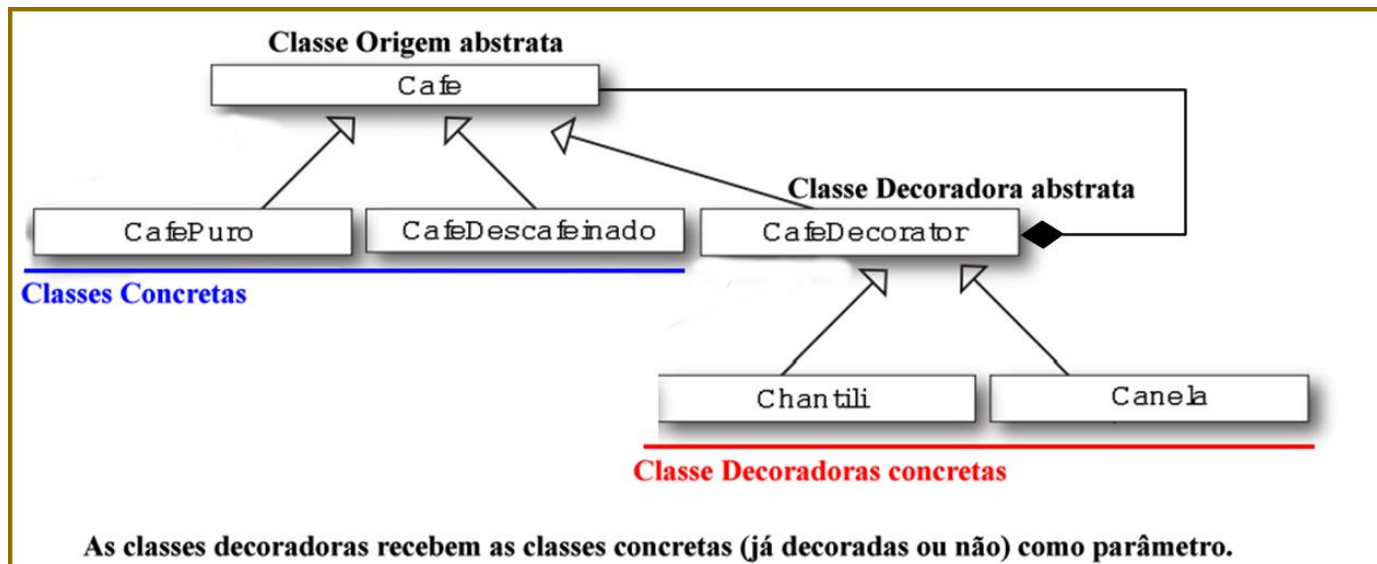 Classe Origem abstrata
Cafe
Classe Decoradora abstrata
CafePuro
CafeDescafeinado
CafeDecorator
Classes Concretas
Chantili
Canela
Classe Decoradoras concretas
As classes decoradoras recebem as classes concretas (já decoradas ou não) como parâmetro.